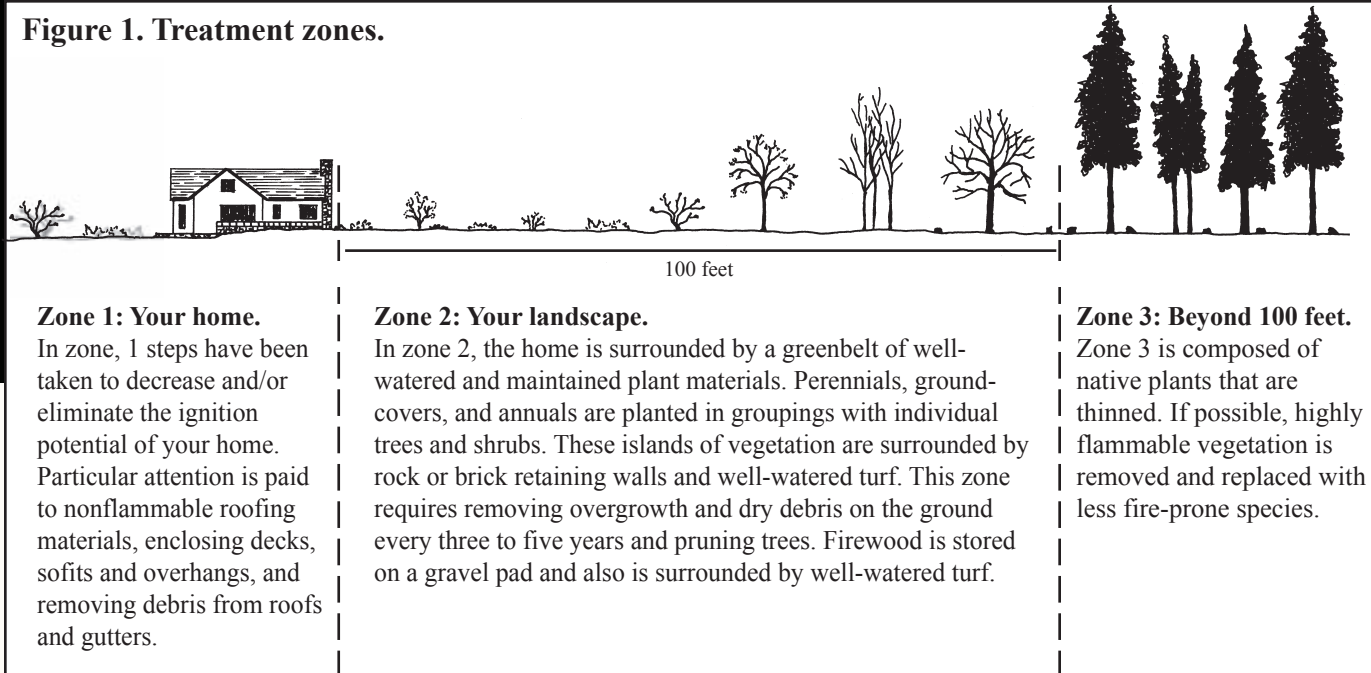 Figure 1. Treatment zones.
100 feet
Zone 1: Your home.
In zone, 1 steps have been
taken to decrease and/or
eliminate the ignition
potential of your home.
Particular attention is paid
to nonflammable roofing
materials, enclosing decks,
sofits and overhangs, and
removing debris from roofs
and gutters.
Zone 2: Your landscape.
In zone 2, the home is surrounded by a greenbelt of well-
watered and maintained plant materials. Perennials, ground-
covers, and annuals are planted in groupings with individual
trees and shrubs. These islands of vegetation are surrounded by
rock or brick retaining walls and well-watered turf. This zone
requires removing overgrowth and dry debris on the ground
every three to five years and pruning trees. Firewood is stored
on a gravel pad and also is surrounded by well-watered turf.
Zone 3: Beyond 100 feet.
Zone 3 is composed of
native plants that are
thinned. If possible, highly
flammable vegetation is
removed and replaced with
less fire-prone species.